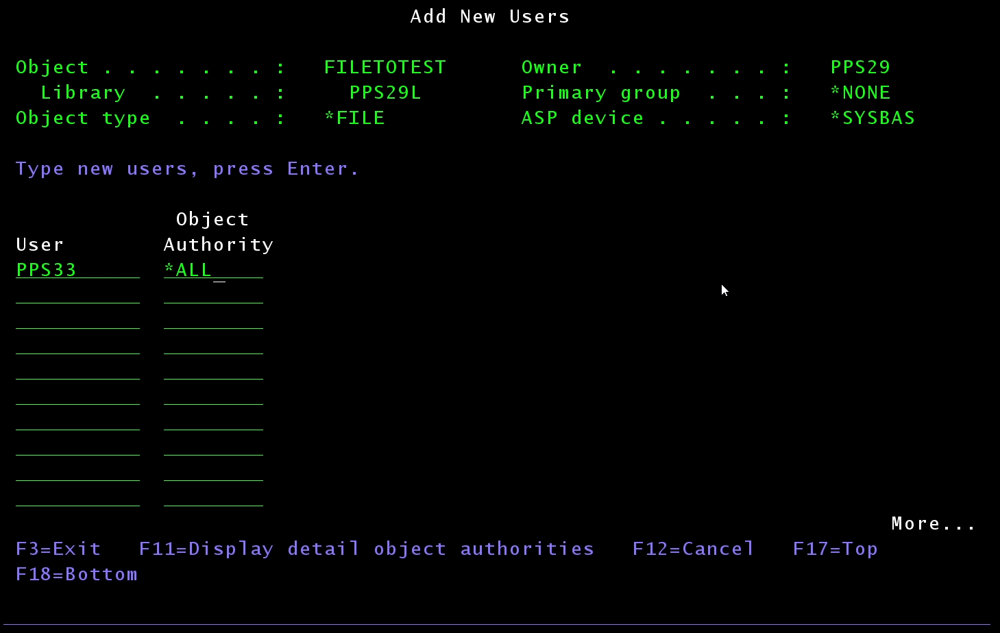 Add New Users
Object . . . . . . . :   FILETOTEST      Owner  . . . . . . . :   PPS29
  Library  . . . . . :     PPS29L        Primary group  . . . :   *NONE
Object type  . . . . :   *FILE           ASP device . . . . . :   *SYSBAS
Type new users, press Enter.
Object
User        Authority
PPS33       *ALL
More...
F3=Exit   F11=Display detail object authorities   F12=Cancel   F17=Top
F18=Bottom